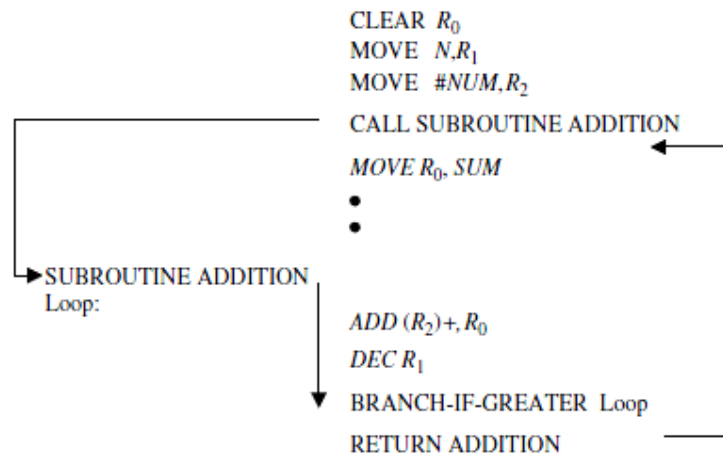 CLEAR R₀
MOVE N,R₁
MOVE #NUM,R₂
CALL SUBROUTINE ADDITION
MOVE R₀, SUM
•
•
SUBROUTINE ADDITION
Loop:
ADD (R₂)+, R₀
DEC R₁
BRANCH-IF-GREATER Loop
RETURN ADDITION